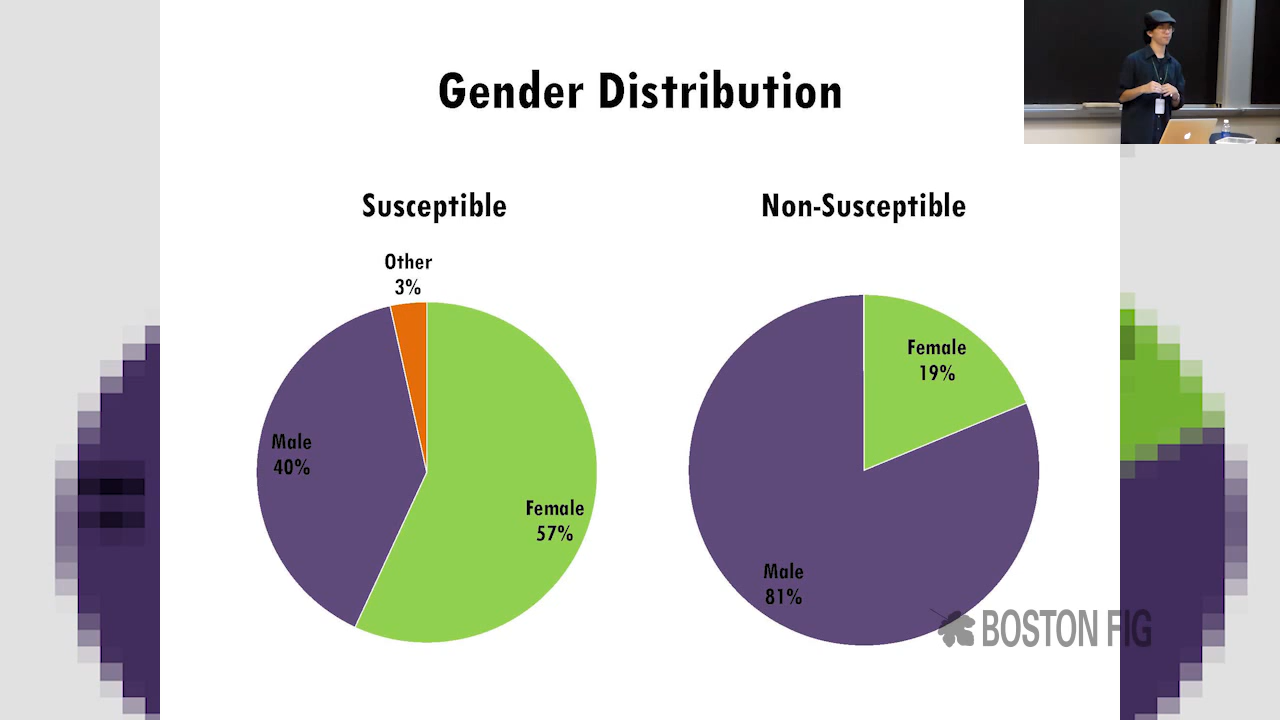 Gender Distribution
Susceptible
Other
3%
Male
40%
Female
57%
Non-Susceptible
Female
19%
Male
81%
BOSTON FIG